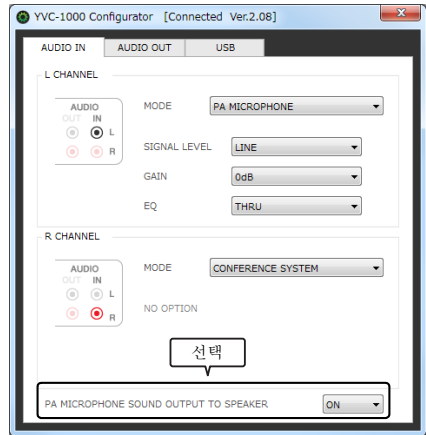 YVC-1000 Configurator [Connected Ver.2.08]
AUDIO IN AUDIO OUT USB
L CHANNEL
AUDIO
OUT IN
L
R
MODE PA MICROPHONE
SIGNAL LEVEL LINE
GAIN 0dB
EQ THRU
R CHANNEL
AUDIO
OUT IN
L
R
MODE CONFERENCE SYSTEM
NO OPTION
선택
PA MICROPHONE SOUND OUTPUT TO SPEAKER ON